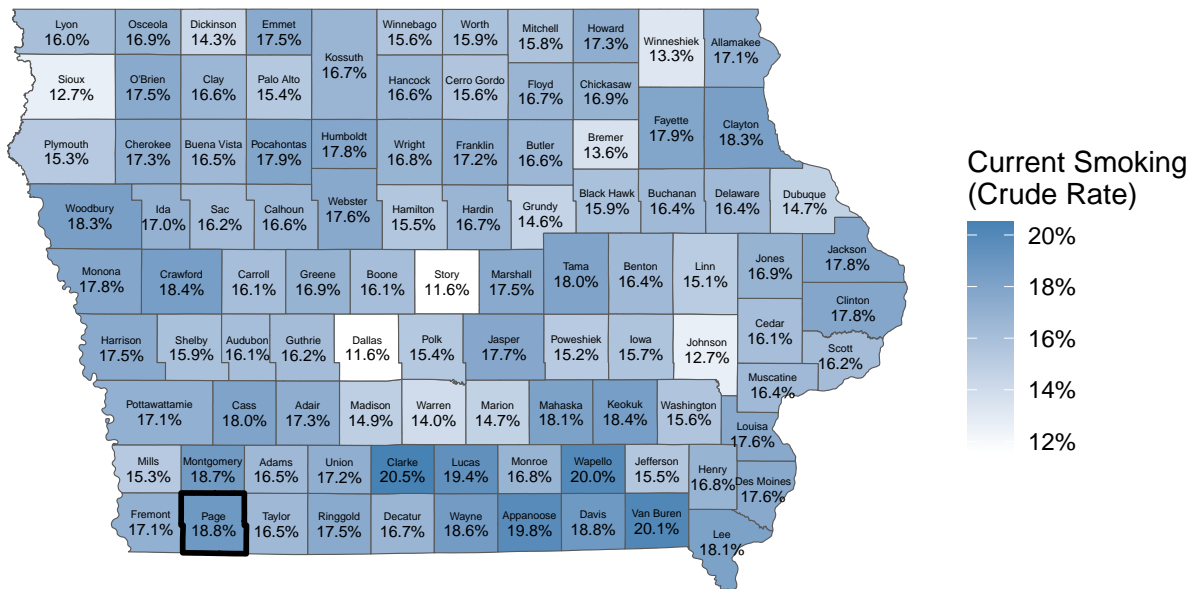 Lyon
16.0%
Osceola
16.9%
Dickinson
14.3%
Emmet
17.5%
Kossuth
16.7%
Winnebago
15.6%
Worth
15.9%
Mitchell
15.8%
Howard
17.3%
Winneshiek
13.3%
Allamakee
17.1%
Sioux
12.7%
O'Brien
17.5%
Clay
16.6%
Palo Alto
15.4%
Hancock
16.6%
Cerro Gordo
15.6%
Floyd
16.7%
Chickasaw
16.9%
Plymouth
15.3%
Cherokee
17.3%
Buena Vista
16.5%
Pocahontas
17.9%
Humboldt
17.8%
Wright
16.8%
Franklin
17.2%
Butler
16.6%
Bremer
13.6%
Fayette
17.9%
Clayton
18.3%
Woodbury
18.3%
Ida
17.0%
Sac
16.2%
Calhoun
16.6%
Webster
17.6%
Hamilton
15.5%
Hardin
16.7%
Grundy
14.6%
Black Hawk
15.9%
Buchanan
16.4%
Delaware
16.4%
Dubuque
14.7%
Monona
17.8%
Crawford
18.4%
Carroll
16.1%
Greene
16.9%
Boone
16.1%
Story
11.6%
Marshall
17.5%
Tama
18.0%
Benton
16.4%
Linn
15.1%
Jones
16.9%
Jackson
17.8%
Clinton
17.8%
Harrison
17.5%
Shelby
15.9%
Audubon
16.1%
Guthrie
16.2%
Dallas
11.6%
Polk
15.4%
Jasper
17.7%
Poweshiek
15.2%
Iowa
15.7%
Johnson
12.7%
Cedar
16.1%
Scott
16.2%
Muscatine
16.4%
Pottawattamie
17.1%
Cass
18.0%
Adair
17.3%
Madison
14.9%
Warren
14.0%
Marion
14.7%
Mahaska
18.1%
Keokuk
18.4%
Washington
15.6%
Louisa
17.6%
Mills
15.3%
Montgomery
18.7%
Adams
16.5%
Union
17.2%
Clarke
20.5%
Lucas
19.4%
Monroe
16.8%
Wapello
20.0%
Jefferson
15.5%
Henry
16.8%
Des Moines
17.6%
Fremont
17.1%
Page
18.8%
Taylor
16.5%
Ringgold
17.5%
Decatur
16.7%
Wayne
18.6%
Appanoose
19.8%
Davis
18.8%
Van Buren
20.1%
Lee
18.1%
Current Smoking
(Crude Rate)
20%
18%
16%
14%
12%